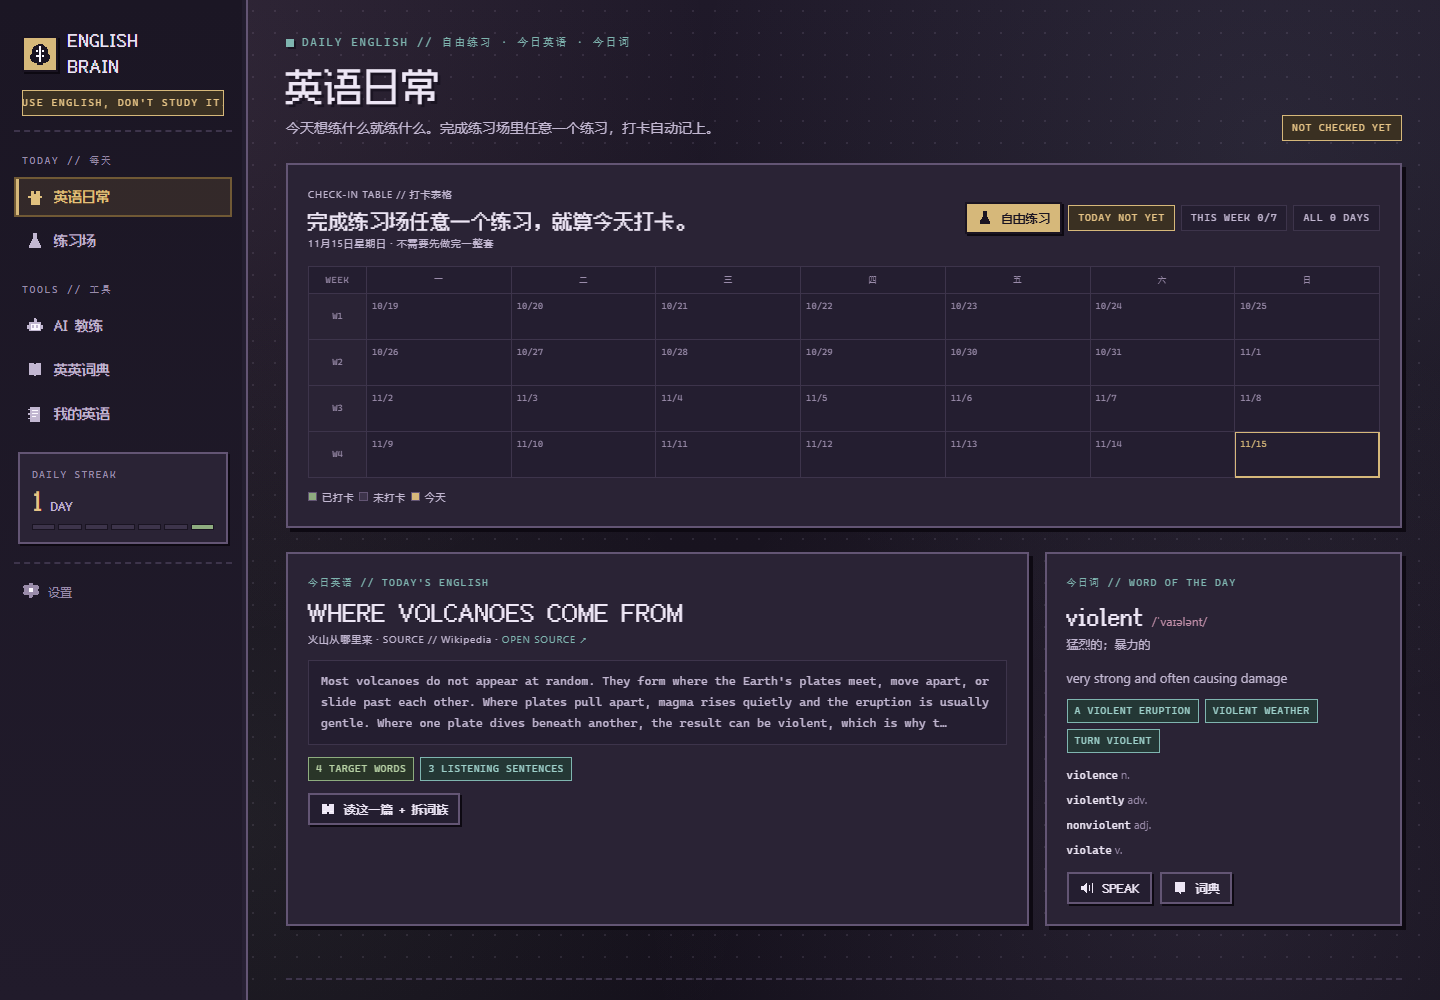 ENGLISH
BRAIN
USE ENGLISH, DON'T STUDY IT
TODAY // 每天
英语日常
练习场
TOOLS // 工具
AI 教练
英英词典
我的英语
DAILY STREAK
1 DAY
设置
DAILY ENGLISH // 自由练习 · 今日英语 · 今日词
英语日常
今天想练什么就练什么。完成练习场里任意一个练习，打卡自动记上。
NOT CHECKED YET
CHECK-IN TABLE // 打卡表格
完成练习场任意一个练习，就算今天打卡。
11月15日星期日 · 不需要先做完一整套
自由练习
TODAY NOT YET
THIS WEEK 0/7
ALL 0 DAYS
WEEK 一 二 三 四 五 六 日
W1 10/19 10/20 10/21 10/22 10/23 10/24 10/25
W2 10/26 10/27 10/28 10/29 10/30 10/31 11/1
W3 11/2 11/3 11/4 11/5 11/6 11/7 11/8
W4 11/9 11/10 11/11 11/12 11/13 11/14 11/15
已打卡 未打卡 今天
今日英语 // TODAY'S ENGLISH
WHERE VOLCANOES COME FROM
火山从哪里来 · SOURCE // Wikipedia · OPEN SOURCE ↗
Most volcanoes do not appear at random. They form where the Earth's plates meet, move apart, or
slide past each other. Where plates pull apart, magma rises quietly and the eruption is usually
gentle. Where one plate dives beneath another, the result can be violent, which is why t…
4 TARGET WORDS
3 LISTENING SENTENCES
读这一篇 + 拆词族
今日词 // WORD OF THE DAY
violent /ˈvaɪələnt/
猛烈的；暴力的
very strong and often causing damage
A VIOLENT ERUPTION
VIOLENT WEATHER
TURN VIOLENT
violence n.
violently adv.
nonviolent adj.
violate v.
SPEAK
词典